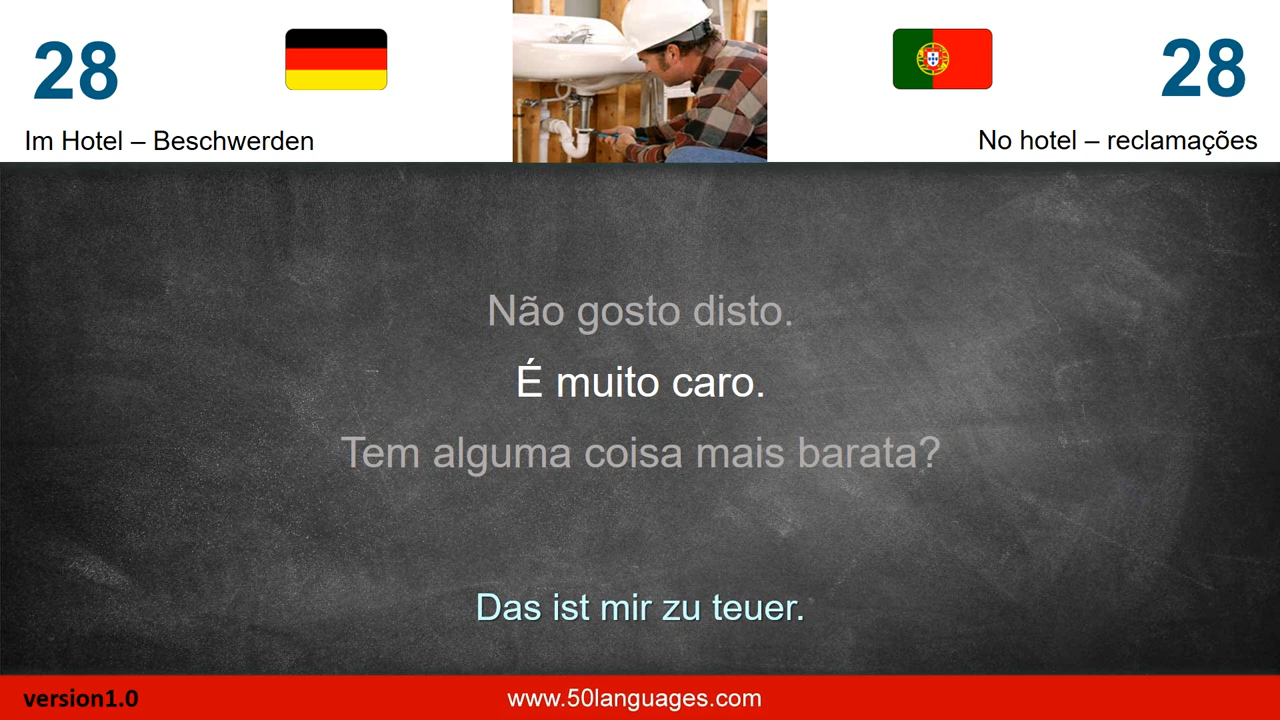 28
28
Im Hotel – Beschwerden
No hotel – reclamações
Não gosto disto.
É muito caro.
Tem alguma coisa mais barata?
Das ist mir zu teuer.
version1.0
www.50languages.com